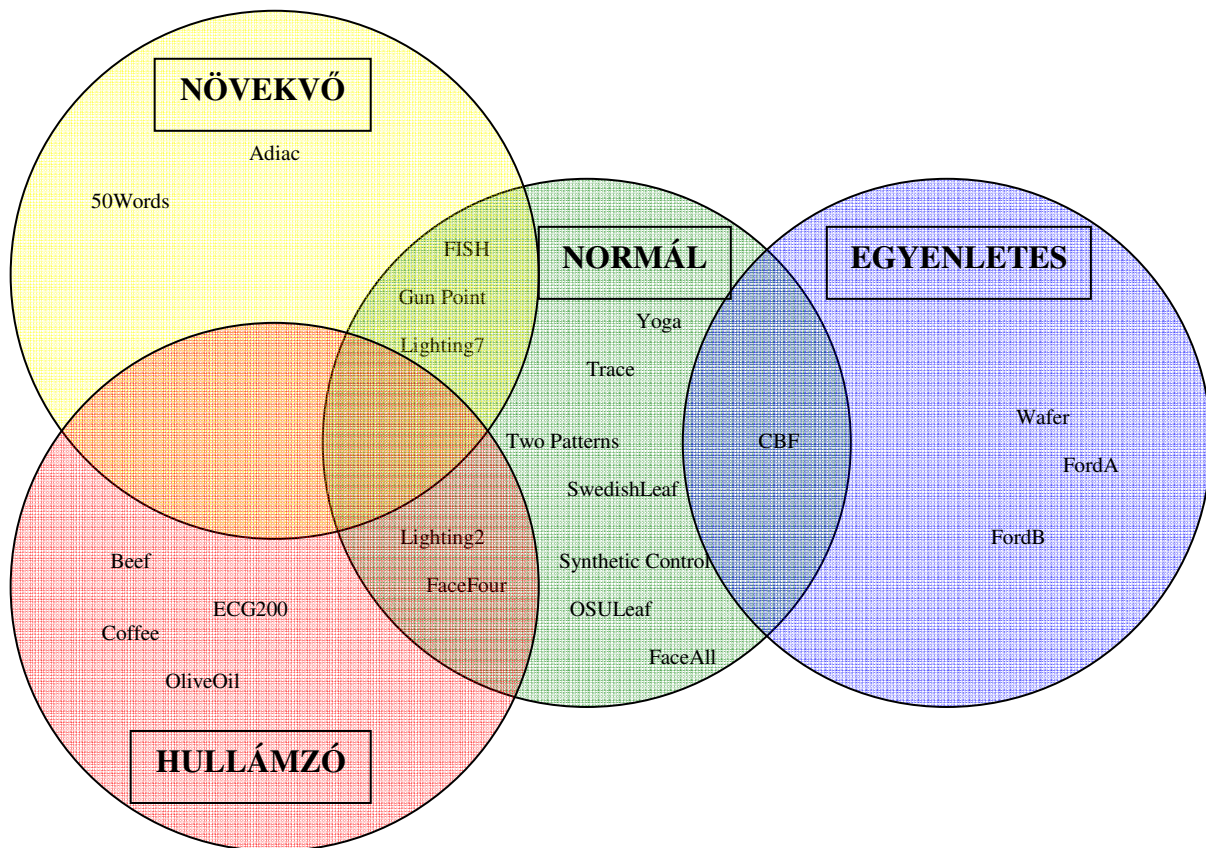 NÖVEKVŐ
Adiac
50Words
FISH
Gun Point
Lighting7
NORMÁL
Yoga
Trace
Two Patterns
SwedishLeaf
Synthetic Control
OSULeaf
FaceAll
CBF
EGYENLETES
Wafer
FordA
FordB
Lighting2
FaceFour
Beef
ECG200
Coffee
OliveOil
HULLÁMZÓ